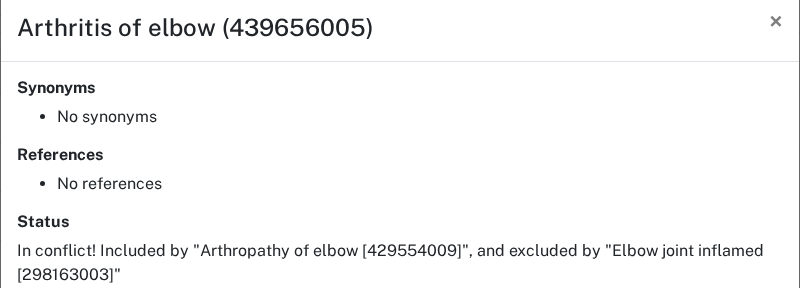 Arthritis of elbow (439656005)
×
Synonyms
• No synonyms
References
• No references
Status
In conflict! Included by "Arthropathy of elbow [429554009]", and excluded by "Elbow joint inflamed
[298163003]"